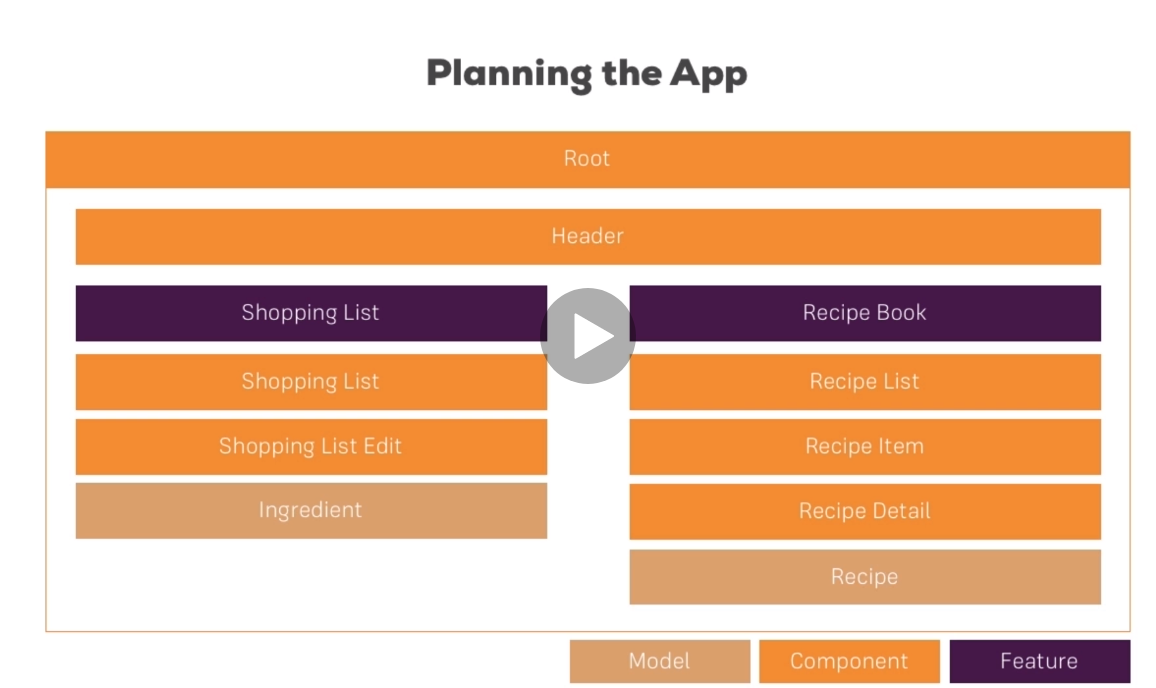 Planning the App
Root
Header
Shopping List
Shopping List
Shopping List Edit
Ingredient
Recipe Book
Recipe List
Recipe Item
Recipe Detail
Recipe
Model
Component
Feature